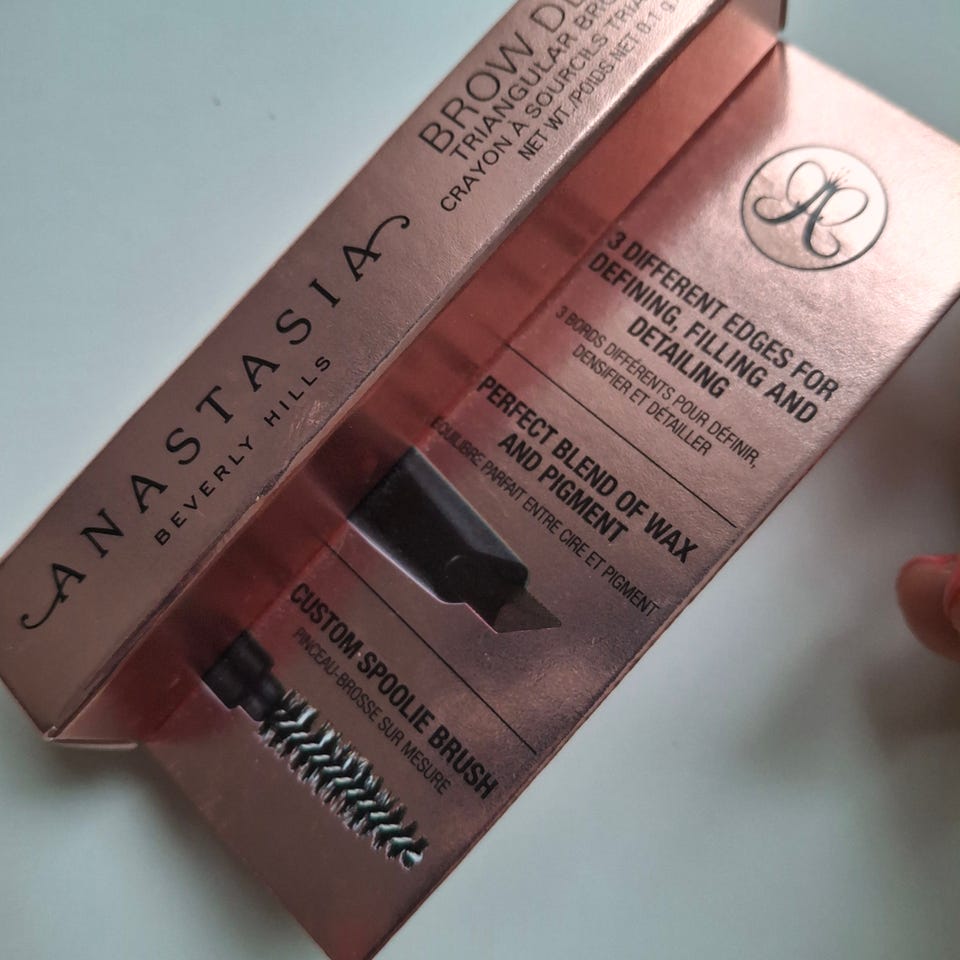 ANASTASIA
BEVERLY HILLS
BROW
TRIANGULAR
CRAYON À SOURCILS
NET WT./POIDS NET 0.1 g
A
3 DIFFERENT EDGES FOR
DEFINING, FILLING AND
DETAILING
3 BORDS DIFFÉRENTS POUR DÉFINIR,
DENSIFIER ET DÉTAILLER
PERFECT BLEND OF WAX
AND PIGMENT
ÉQUILIBRE PARFAIT ENTRE CIRE ET PIGMENT
CUSTOM SPOOLIE BRUSH
PINCEAU-BROSSE SUR MESURE